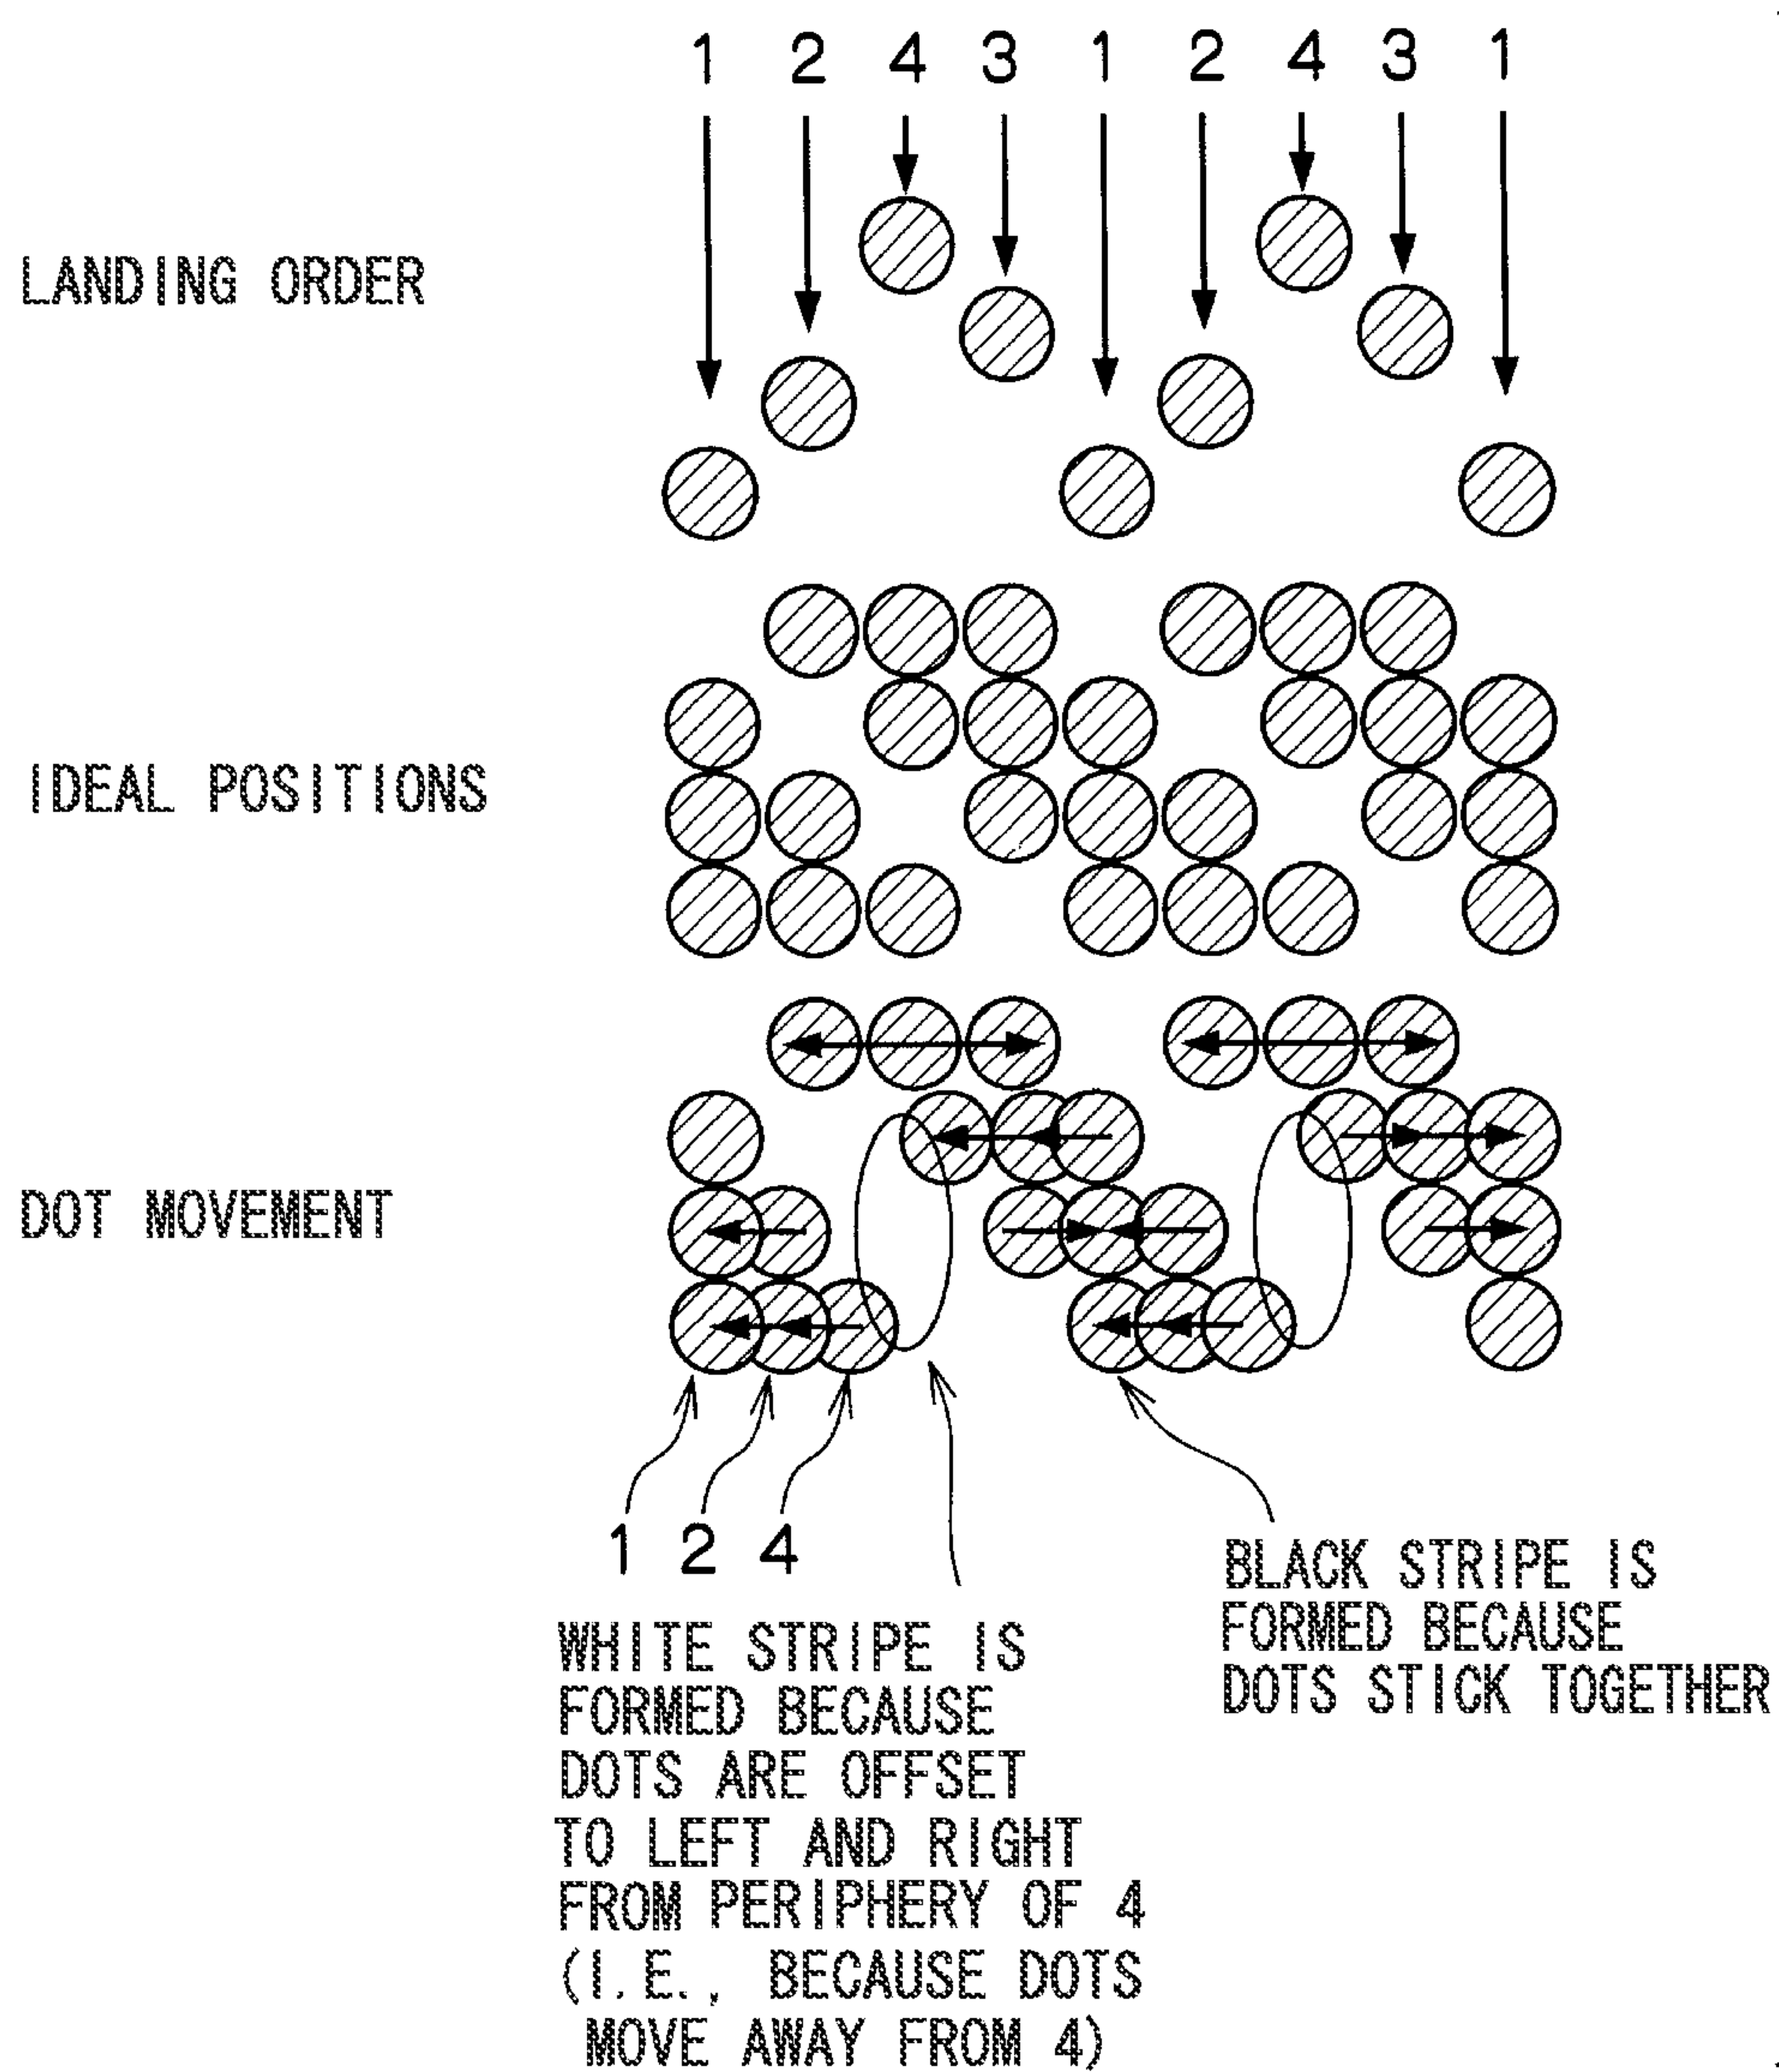 1 2 4 3 1 2 4 3 1
LANDING ORDER
IDEAL POSITIONS
DOT MOVEMENT
1 2 4
WHITE STRIPE IS
FORMED BECAUSE
DOTS ARE OFFSET
TO LEFT AND RIGHT
FROM PERIPHERY OF 4
(I.E., BECAUSE DOTS
MOVE AWAY FROM 4)
BLACK STRIPE IS
FORMED BECAUSE
DOTS STICK TOGETHER